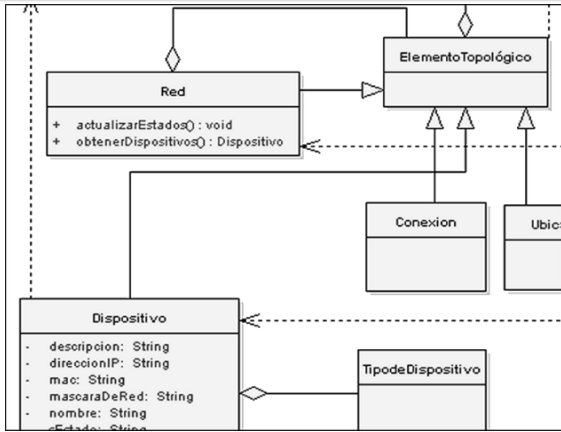 ElementoTopológico
Red
+ actualizarEstados() : void
+ obtenerDispositivos() : Dispositivo
Conexion
Dispositivo
- descripcion: String
- direccionIP: String
- mac: String
- mascaraDeRed: String
- nombre: String
TipodeDispositivo